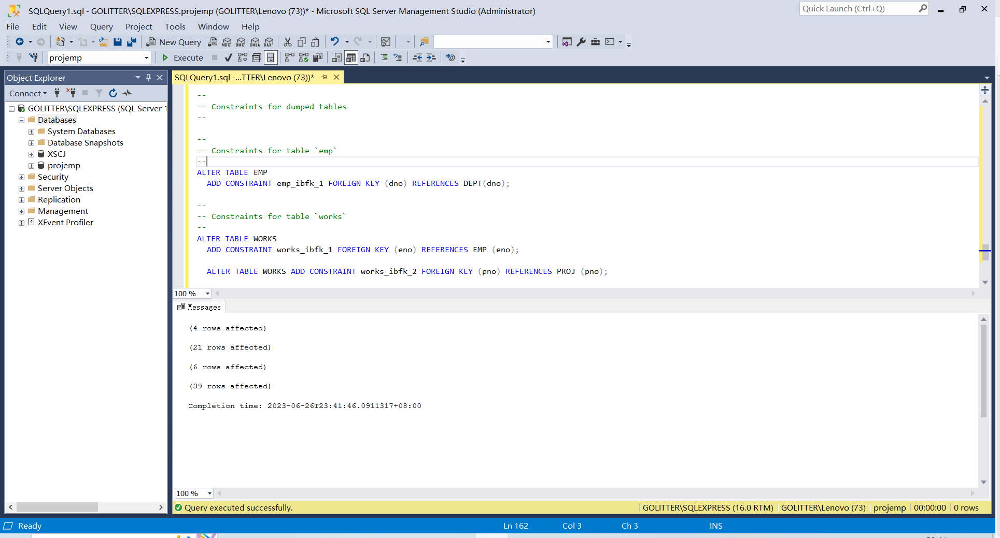 SQLQuery1.sql - GOLITTER\SQLEXPRESS.projemp (GOLITTER\Lenovo (73))* - Microsoft SQL Server Management Studio (Administrator)
Quick Launch (Ctrl+Q)
File Edit View Query Project Tools Window Help
New Query MDX DMX XMLA DAX
projemp Execute
Object Explorer
SQLQuery1.sql -...TTER\Lenovo (73))*
Connect
GOLITTER\SQLEXPRESS (SQL Server 1
Databases
System Databases
Database Snapshots
XSCJ
projemp
Security
Server Objects
Replication
Management
XEvent Profiler
--
-- Constraints for dumped tables
--
--
-- Constraints for table `emp`
--
ALTER TABLE EMP
ADD CONSTRAINT emp_ibfk_1 FOREIGN KEY (dno) REFERENCES DEPT(dno);
--
-- Constraints for table `works`
--
ALTER TABLE WORKS
ADD CONSTRAINT works_ibfk_1 FOREIGN KEY (eno) REFERENCES EMP (eno);
ALTER TABLE WORKS ADD CONSTRAINT works_ibfk_2 FOREIGN KEY (pno) REFERENCES PROJ (pno);
100 %
Messages
(4 rows affected)
(21 rows affected)
(6 rows affected)
(39 rows affected)
Completion time: 2023-06-26T23:41:46.0911317+08:00
100 %
Query executed successfully. GOLITTER\SQLEXPRESS (16.0 RTM) GOLITTER\Lenovo (73) projemp 00:00:00 0 rows
Ready Ln 162 Col 3 Ch 3 INS